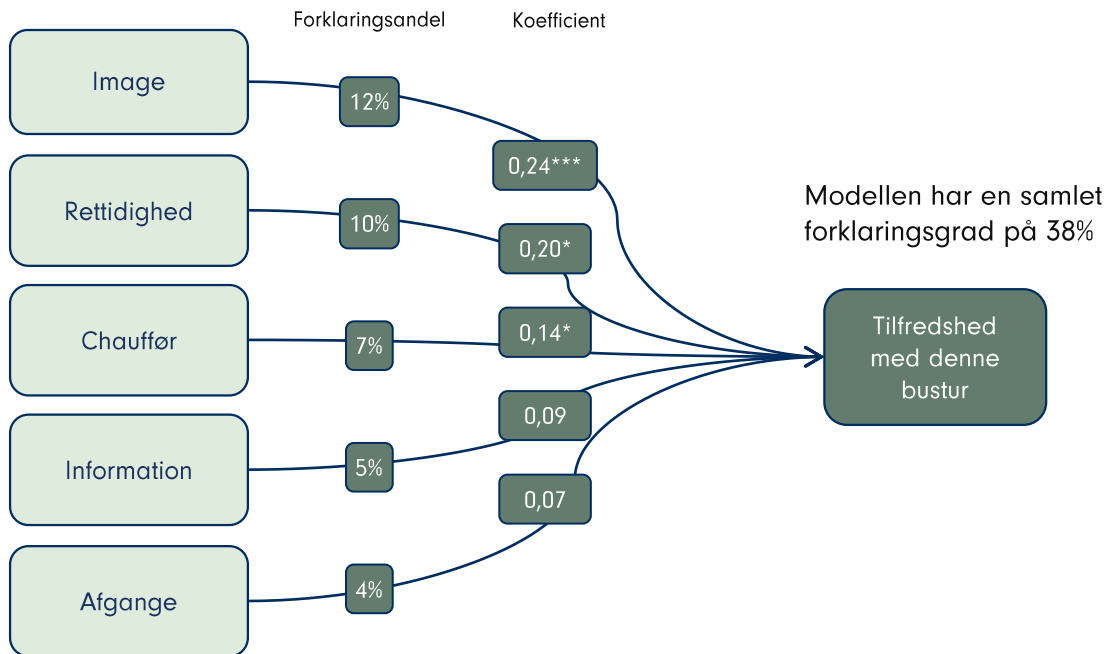 Forklaringsandel
Koefficient
Image
12%
0,24***
Rettidighed
10%
0,20*
Chauffør
7%
0,14*
Information
5%
0,09
Afgange
4%
0,07
Modellen har en samlet
forklaringsgrad på 38%
Tilfredshed
med denne
bustur